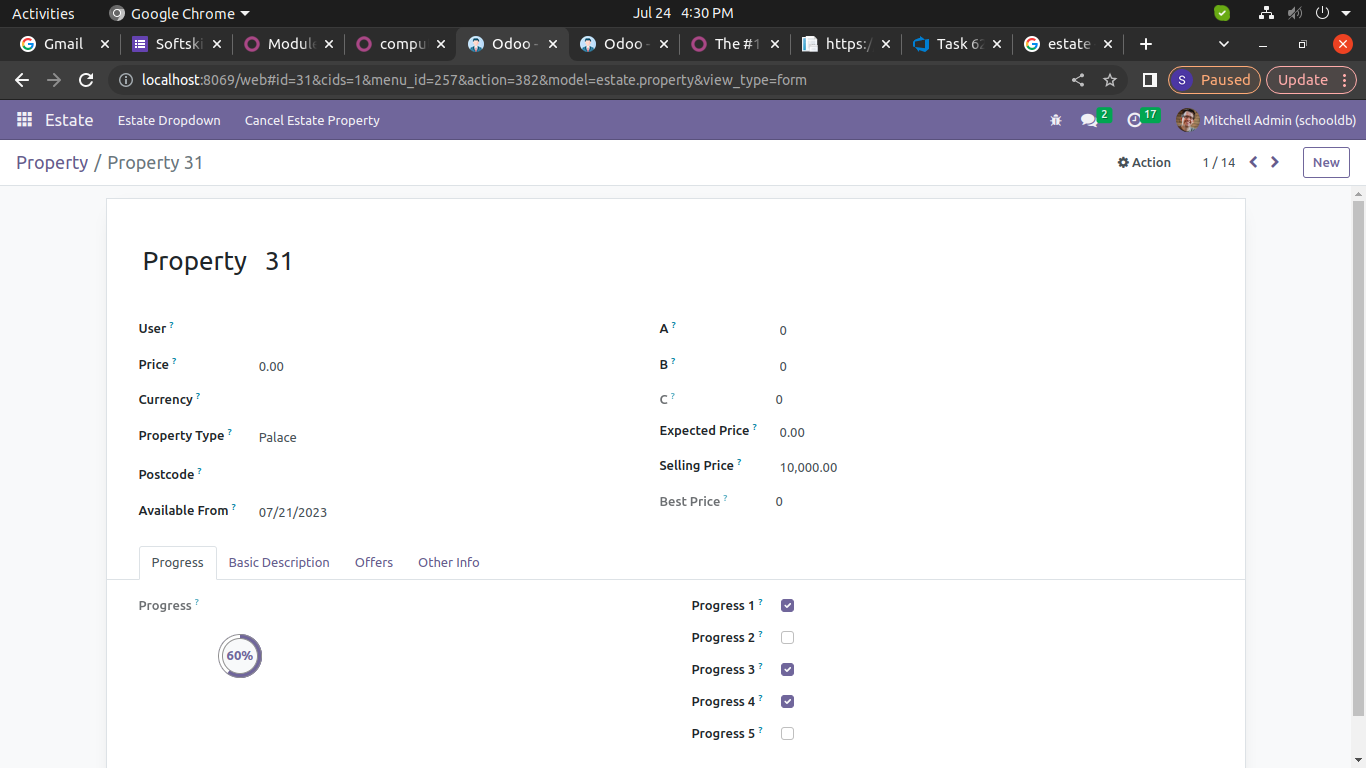 Activities Google Chrome Jul 24 4:30 PM
Gmail Softski Module compu Odoo - Odoo - The #1 https:/ Task 62 estate
localhost:8069/web#id=31&cids=1&menu_id=257&action=382&model=estate.property&view_type=form S Paused Update
Estate Estate Dropdown Cancel Estate Property 2 17 Mitchell Admin (schooldb)
Property / Property 31 Action 1 / 14 New
Property 31
User ? A ? 0
Price ? 0.00 B ? 0
Currency ? C ? 0
Property Type ? Palace Expected Price ? 0.00
Postcode ? Selling Price ? 10,000.00
Available From ? 07/21/2023 Best Price ? 0
Progress Basic Description Offers Other Info
Progress ? Progress 1 ?
Progress 2 ?
60% Progress 3 ?
Progress 4 ?
Progress 5 ?